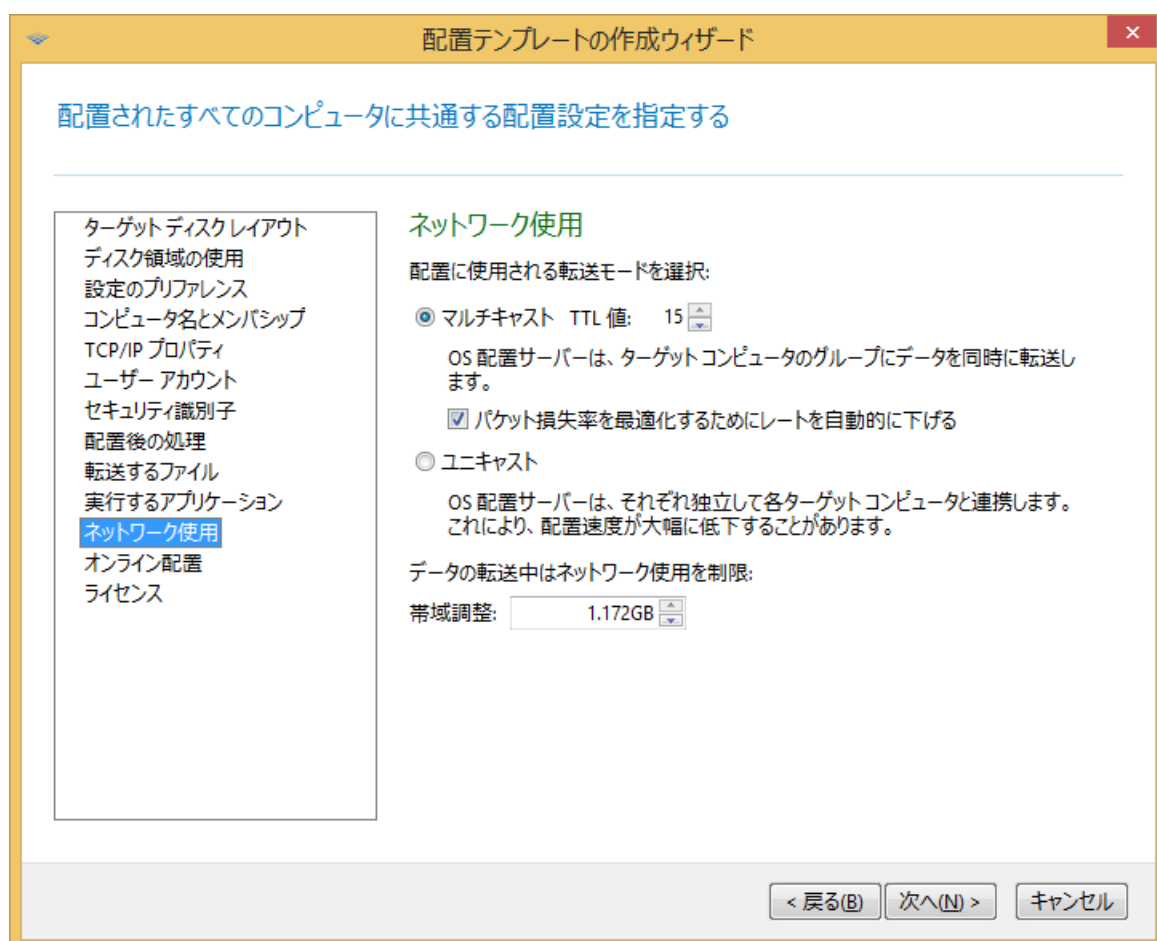 配置テンプレートの作成ウィザード
配置されたすべてのコンピュータに共通する配置設定を指定する
ターゲット ディスク レイアウト
ディスク領域の使用
設定のプリファレンス
コンピュータ名とメンバシップ
TCP/IP プロパティ
ユーザー アカウント
セキュリティ識別子
配置後の処理
転送するファイル
実行するアプリケーション
ネットワーク使用
オンライン配置
ライセンス
ネットワーク使用
配置に使用される転送モードを選択:
マルチキャスト TTL 値: 15
OS 配置サーバーは、ターゲット コンピュータのグループにデータを同時に転送し
ます。
パケット損失率を最適化するためにレートを自動的に下げる
ユニキャスト
OS 配置サーバーは、それぞれ独立して各ターゲット コンピュータと連携します。
これにより、配置速度が大幅に低下することがあります。
データの転送中はネットワーク使用を制限:
帯域調整: 1.172GB
< 戻る(B) 次へ(N) > キャンセル